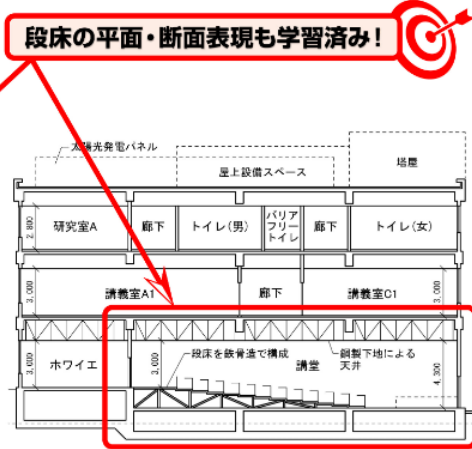 段床の平面・断面表現も学習済み！
太陽光発電パネル
屋上設備スペース
塔屋
2,800
研究室A
廊下
トイレ(男)
バリア
フリー
トイレ
廊下
トイレ(女)
3,000
講義室A1
廊下
講義室C1
3,000
3,000
ホワイエ
3,000
段床を鉄骨造で構成
講堂
鋼製下地による
天井
4,300